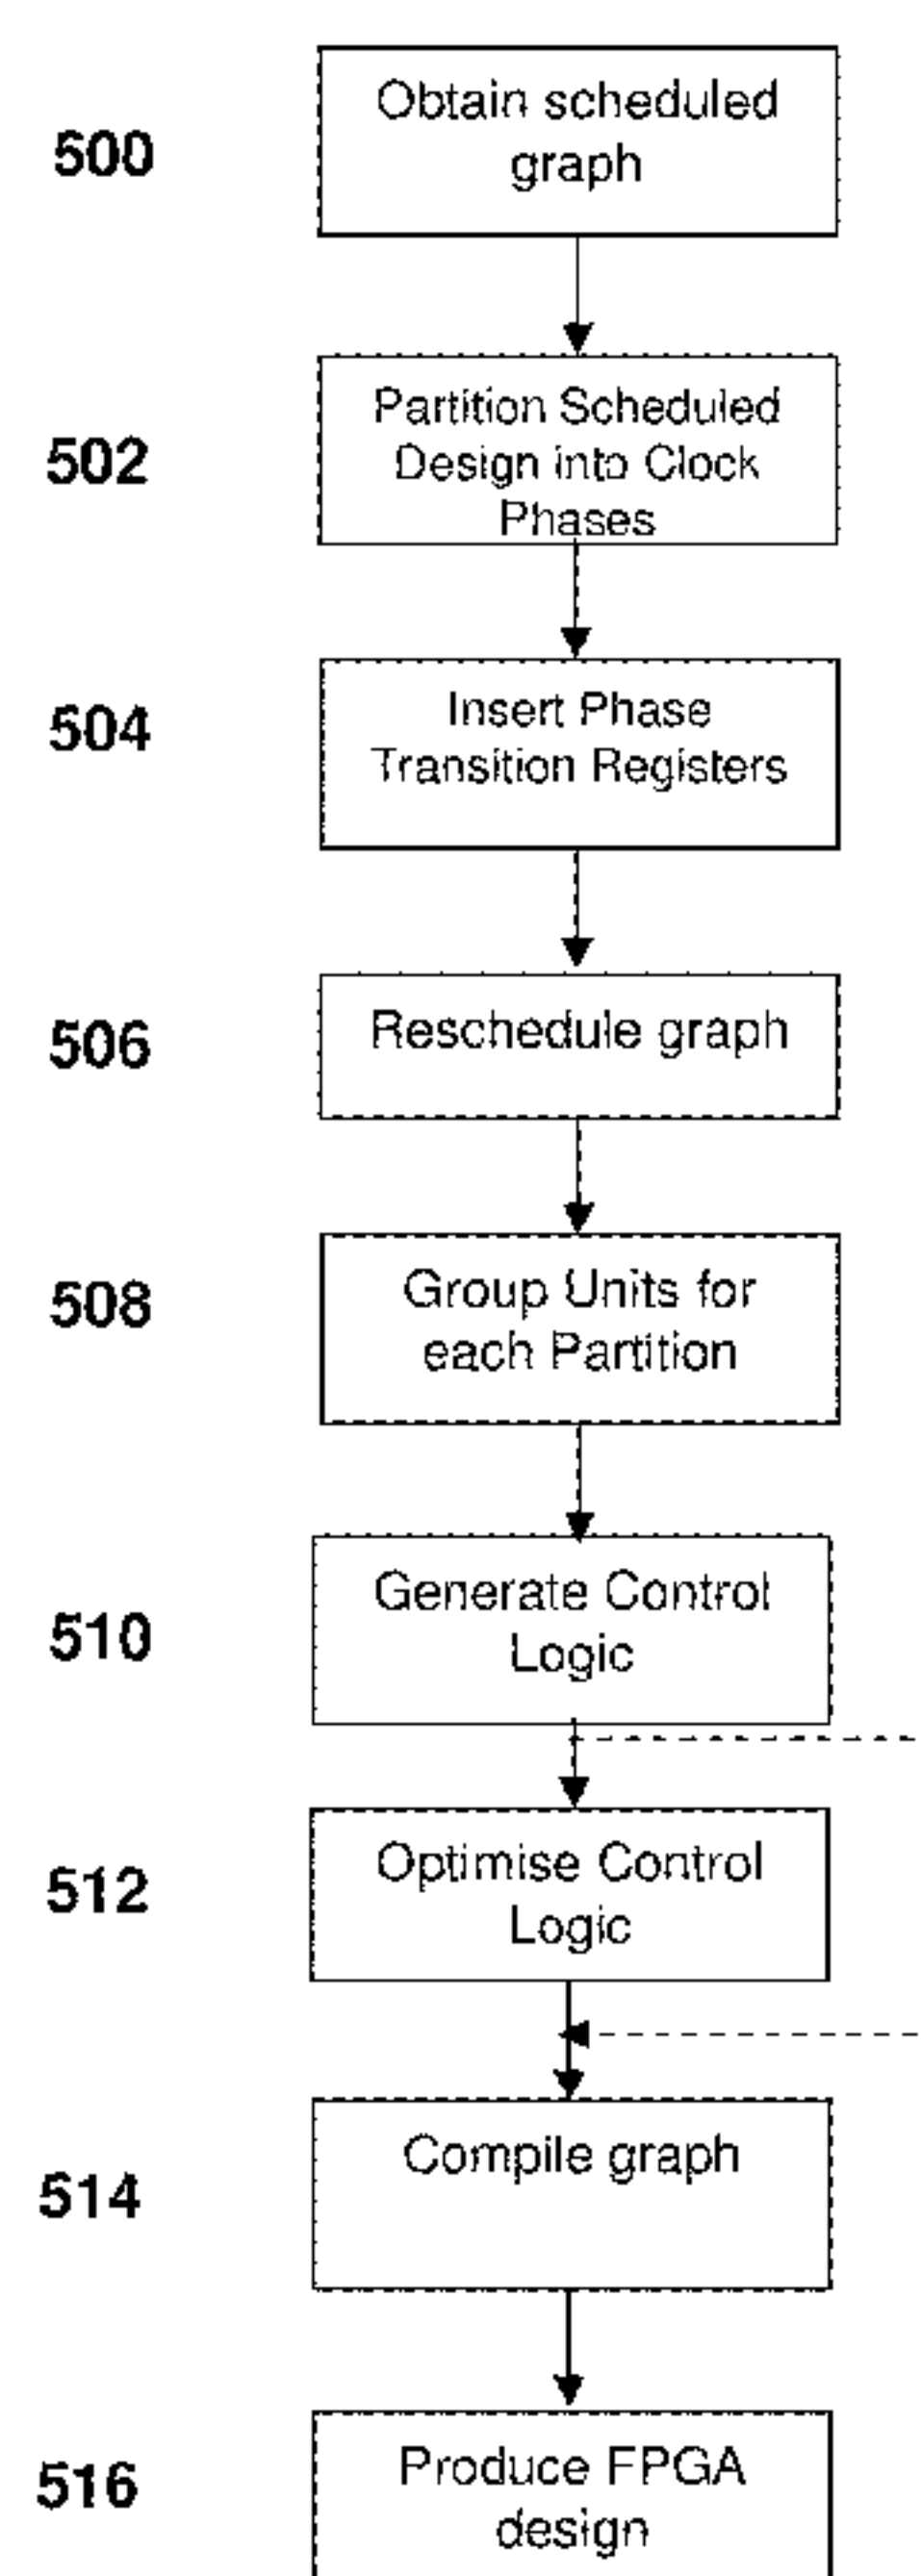 500
Obtain scheduled
graph
502
Partition Scheduled
Design into Clock
Phases
504
Insert Phase
Transition Registers
506
Reschedule graph
508
Group Units for
each Partition
510
Generate Control
Logic
512
Optimise Control
Logic
514
Compile graph
516
Produce FPGA
design